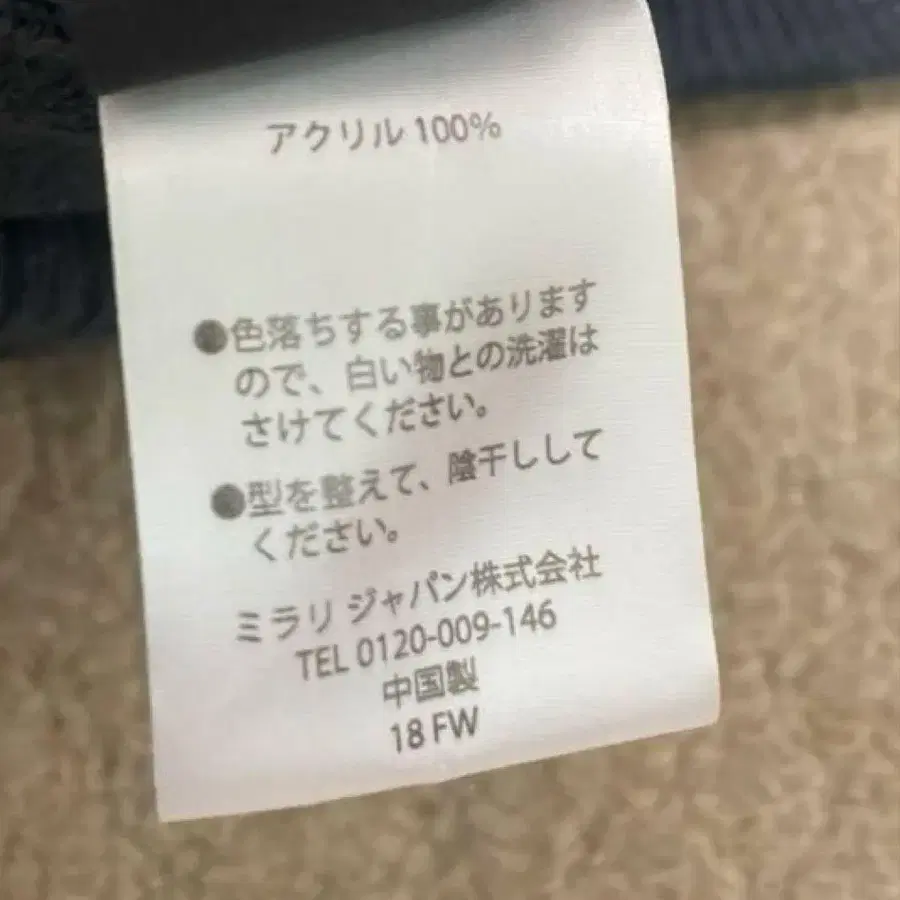 アクリル 100%
●色落ちする事があります
ので、白い物との洗濯は
さけてください。
●型を整えて、陰干しして
ください。
ミラリ ジャパン株式会社
TEL 0120-009-146
中国製
18 FW